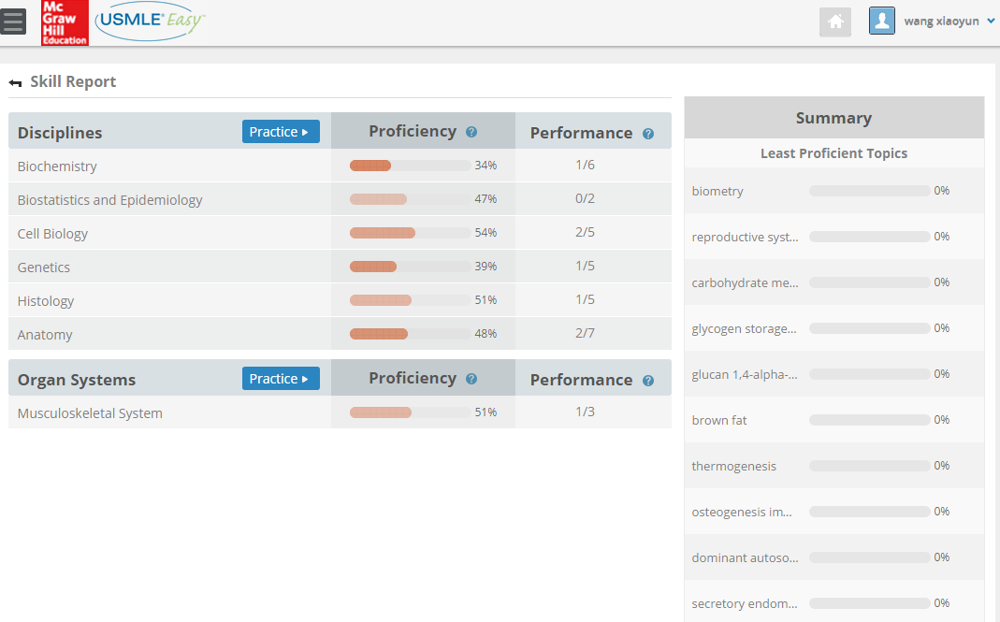 Mc
Graw
Hill
Education
USMLE® Easy™
wang xiaoyun
Skill Report
Disciplines Practice Proficiency ? Performance ?
Biochemistry 34% 1/6
Biostatistics and Epidemiology 47% 0/2
Cell Biology 54% 2/5
Genetics 39% 1/5
Histology 51% 1/5
Anatomy 48% 2/7
Organ Systems Practice Proficiency ? Performance ?
Musculoskeletal System 51% 1/3
Summary
Least Proficient Topics
biometry 0%
reproductive syst... 0%
carbohydrate me... 0%
glycogen storage... 0%
glucan 1,4-alpha-... 0%
brown fat 0%
thermogenesis 0%
osteogenesis im... 0%
dominant autoso... 0%
secretory endom... 0%